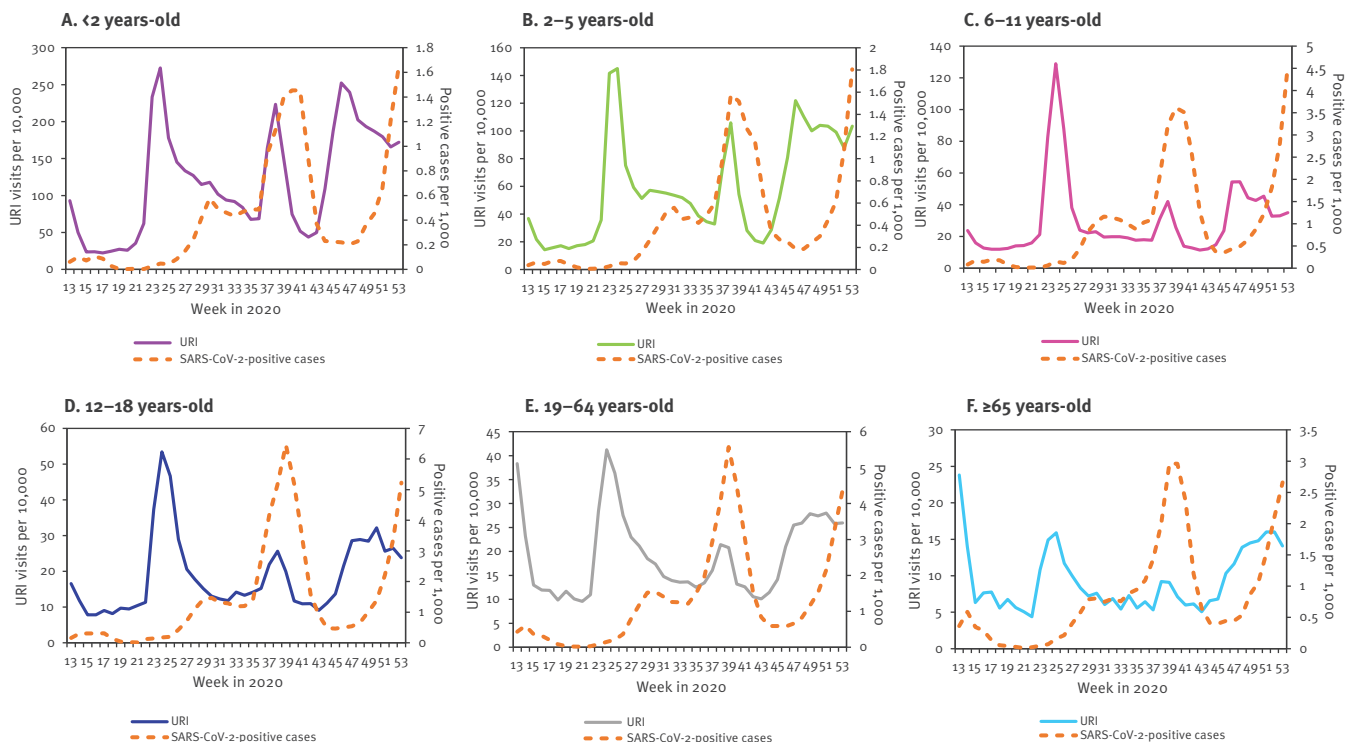 A. <2 years-old
URI visits per 10,000
300
250
200
150
100
50
0
1.8
1.6
1.4
1.2
1.0
0.8
0.6
0.4
0.2
0
Positive cases per 1,000
13 15 17 19 21 23 25 27 29 31 33 35 37 39 41 43 45 47 49 51 53
Week in 2020
URI
SARS-CoV-2-positive cases
B. 2–5 years-old
URI visits per 10,000
160
140
120
100
80
60
40
20
0
2
1.8
1.6
1.4
1.2
1
0.8
0.6
0.4
0.2
0
Positive cases per 1,000
13 15 17 19 21 23 25 27 29 31 33 35 37 39 41 43 45 47 49 51 53
Week in 2020
URI
SARS-CoV-2-positive cases
C. 6–11 years-old
URI visits per 10,000
140
120
100
80
60
40
20
0
5
4.5
4
3.5
3
2.5
2
1.5
1
0.5
0
Positive cases per 1,000
13 15 17 19 21 23 25 27 29 31 33 35 37 39 41 43 45 47 49 51 53
Week in 2020
URI
SARS-CoV-2-positive cases
D. 12–18 years-old
URI visits per 10,000
60
50
40
30
20
10
0
7
6
5
4
3
2
1
0
Positive cases per 1,000
13 15 17 19 21 23 25 27 29 31 33 35 37 39 41 43 45 47 49 51 53
Week in 2020
URI
SARS-CoV-2-positive cases
E. 19–64 years-old
URI visits per 10,000
45
40
35
30
25
20
15
10
5
0
6
5
4
3
2
1
0
Positive cases per 1,000
13 15 17 19 21 23 25 27 29 31 33 35 37 39 41 43 45 47 49 51 53
Week in 2020
URI
SARS-CoV-2-positive cases
F. ≥65 years-old
URI visits per 10,000
30
25
20
15
10
5
0
3.5
3
2.5
2
1.5
1
0.5
0
Positive case per 1,000
13 15 17 19 21 23 25 27 29 31 33 35 37 39 41 43 45 47 49 51 53
Week in 2020
URI
SARS-CoV-2-positive cases